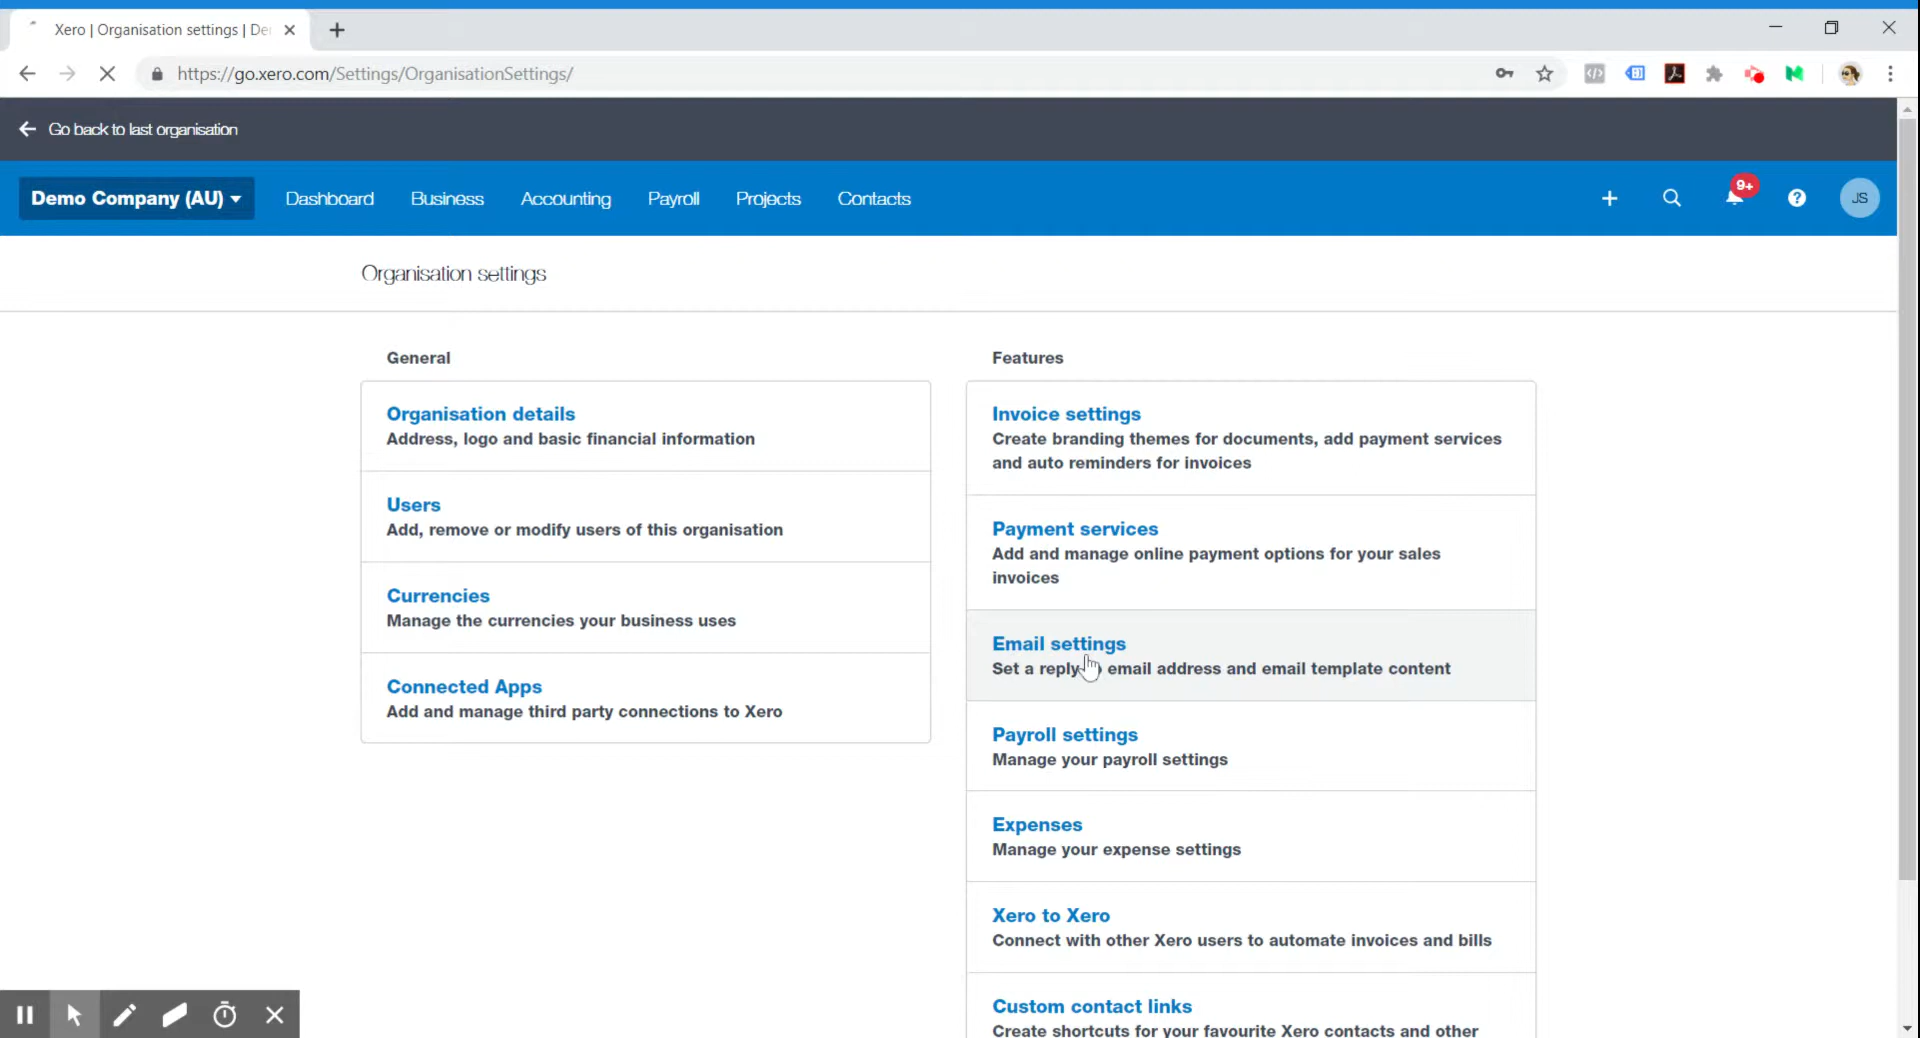 Xero | Organisation settings | De
https://go.xero.com/Settings/OrganisationSettings/
Go back to last organisation
Demo Company (AU) Dashboard Business Accounting Payroll Projects Contacts 9+ JS
Organisation settings
General
Organisation details
Address, logo and basic financial information
Users
Add, remove or modify users of this organisation
Currencies
Manage the currencies your business uses
Connected Apps
Add and manage third party connections to Xero
Features
Invoice settings
Create branding themes for documents, add payment services
and auto reminders for invoices
Payment services
Add and manage online payment options for your sales
invoices
Email settings
Set a reply email address and email template content
Payroll settings
Manage your payroll settings
Expenses
Manage your expense settings
Xero to Xero
Connect with other Xero users to automate invoices and bills
Custom contact links
Create shortcuts for your favourite Xero contacts and other